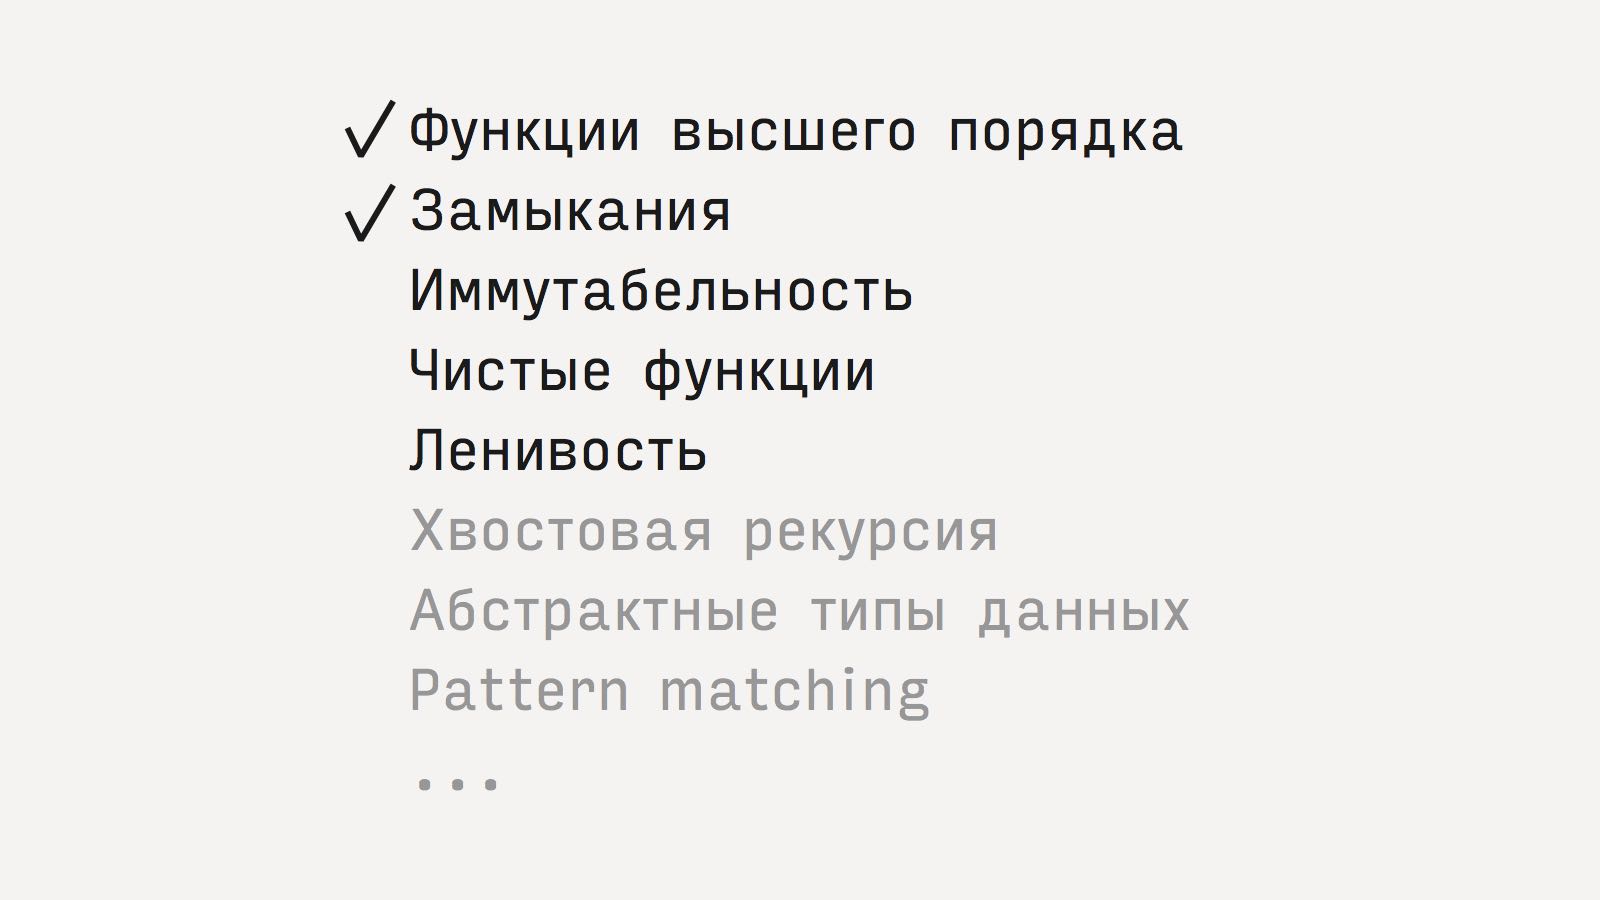 ✓ Функции высшего порядка
✓ Замыкания
Иммутабельность
Чистые функции
Ленивость
Хвостовая рекурсия
Абстрактные типы данных
Pattern matching
...